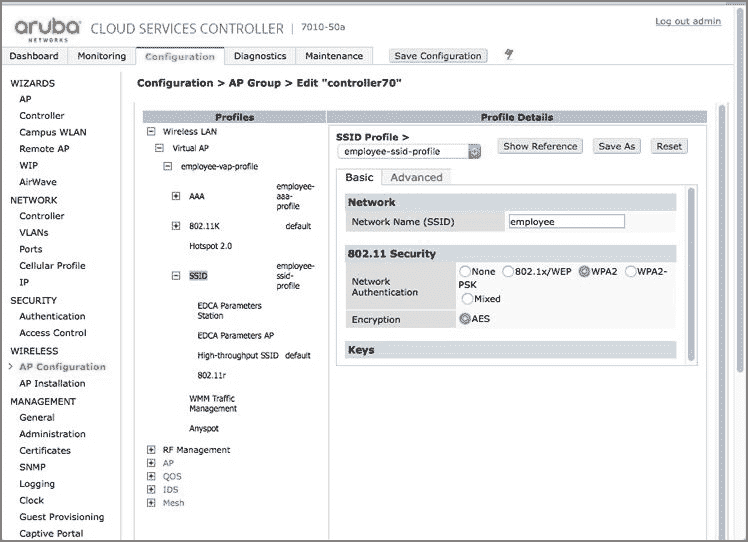 aruba
NETWORKS
CLOUD SERVICES CONTROLLER | 7010-50a
Log out admin
Dashboard Monitoring Configuration Diagnostics Maintenance Save Configuration
WIZARDS
AP
Controller
Campus WLAN
Remote AP
WIP
AirWave
NETWORK
Controller
VLANs
Ports
Cellular Profile
IP
SECURITY
Authentication
Access Control
WIRELESS
> AP Configuration
AP Installation
MANAGEMENT
General
Administration
Certificates
SNMP
Logging
Clock
Guest Provisioning
Captive Portal
Configuration > AP Group > Edit "controller70"
Profiles
Wireless LAN
Virtual AP
employee-vap-profile
AAA employee-
aaa-
profile
802.11K default
Hotspot 2.0
SSID employee-
ssid-
profile
EDCA Parameters
Station
EDCA Parameters AP
High-throughput SSID default
802.11r
WMM Traffic
Management
Anyspot
RF Management
AP
QOS
IDS
Mesh
Profile Details
SSID Profile >
employee-ssid-profile
Show Reference Save As Reset
Basic Advanced
Network
Network Name (SSID) employee
802.11 Security
Network
Authentication
None 802.1x/WEP WPA2 WPA2-
PSK
Mixed
Encryption AES
Keys